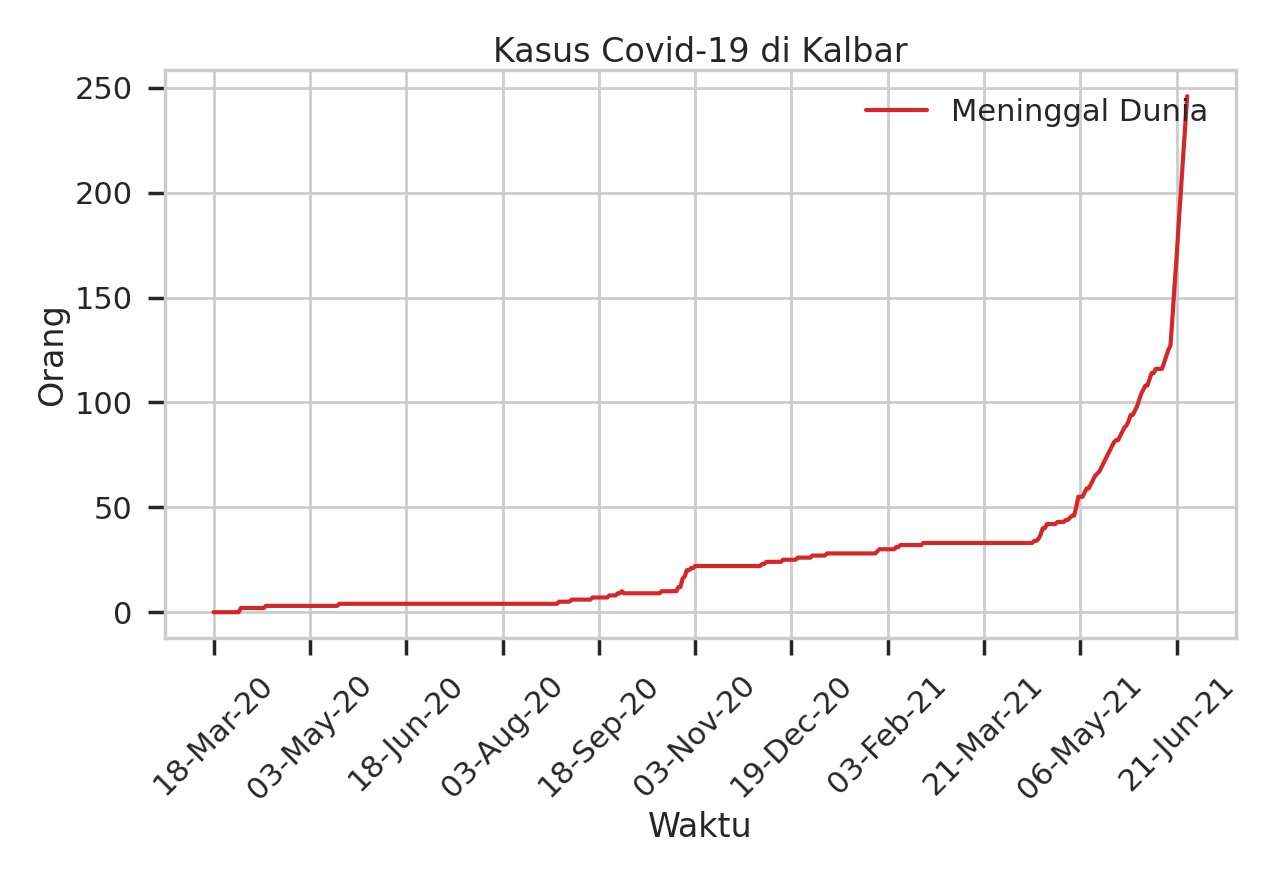 Kasus Covid-19 di Kalbar
Meninggal Dunia
250
200
150
100
50
0
Orang
18-Mar-20
03-May-20
18-Jun-20
03-Aug-20
18-Sep-20
03-Nov-20
19-Dec-20
03-Feb-21
21-Mar-21
06-May-21
21-Jun-21
Waktu